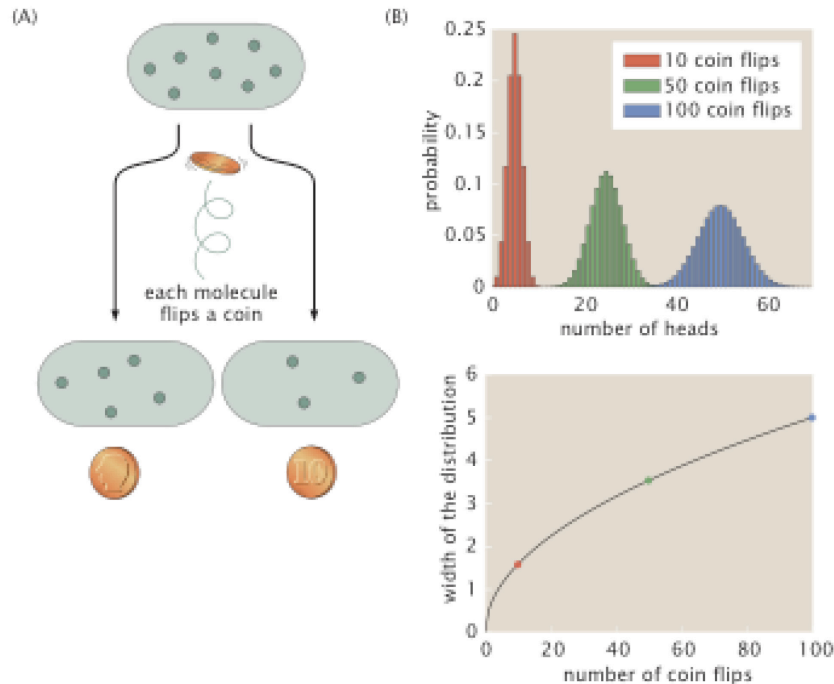 (A)
each molecule
flips a coin
10
(B)
probability
0.25
0.2
0.15
0.1
0.05
0
10 coin flips
50 coin flips
100 coin flips
0
20
40
60
number of heads
width of the distribution
6
5
4
3
2
1
0
0
20
40
60
80
100
number of coin flips